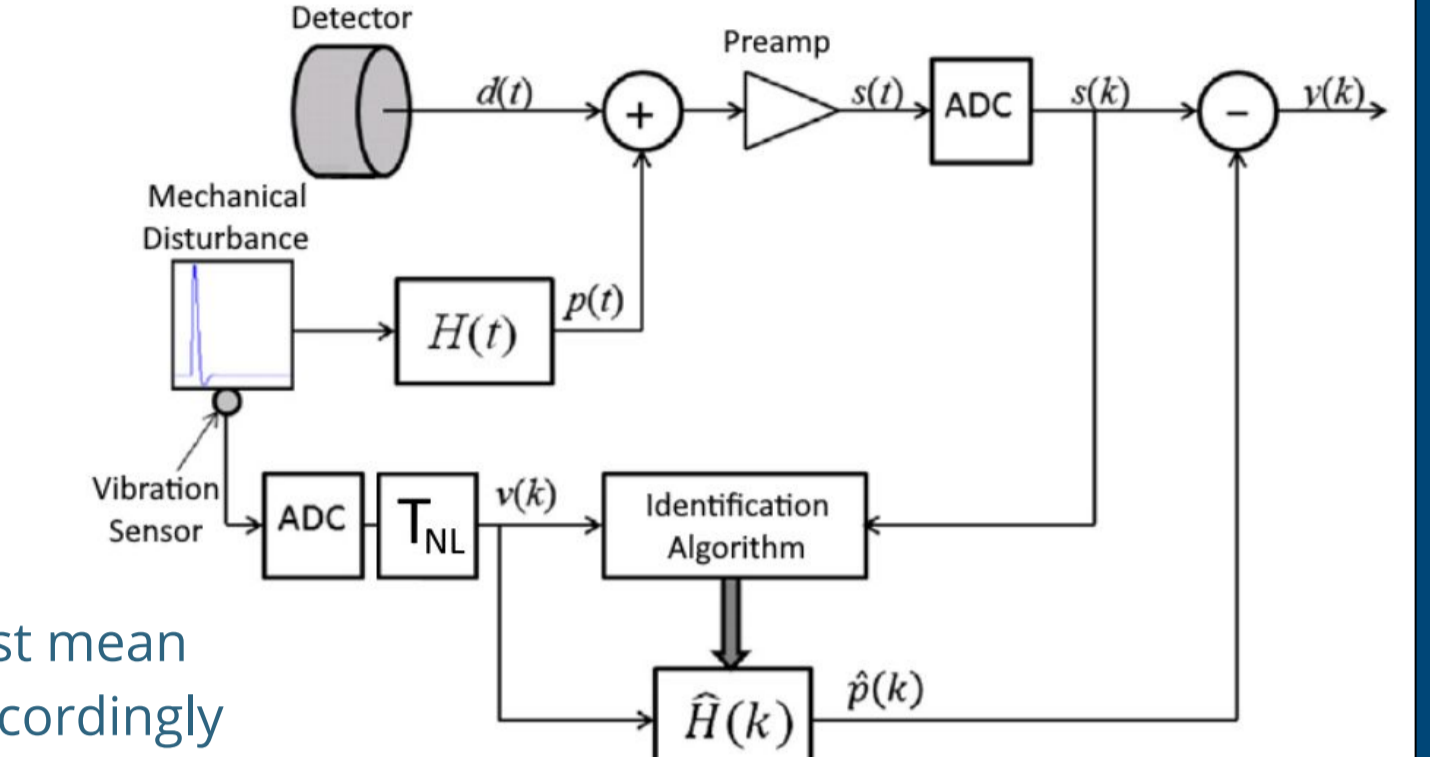 Detector
d(t)
+
Preamp
s(t)
ADC
s(k)
−
y(k)
Mechanical
Disturbance
H(t)
p(t)
Vibration
Sensor
ADC
T_NL
v(k)
Identification
Algorithm
Ĥ(k)
p̂(k)
st mean
cordingly